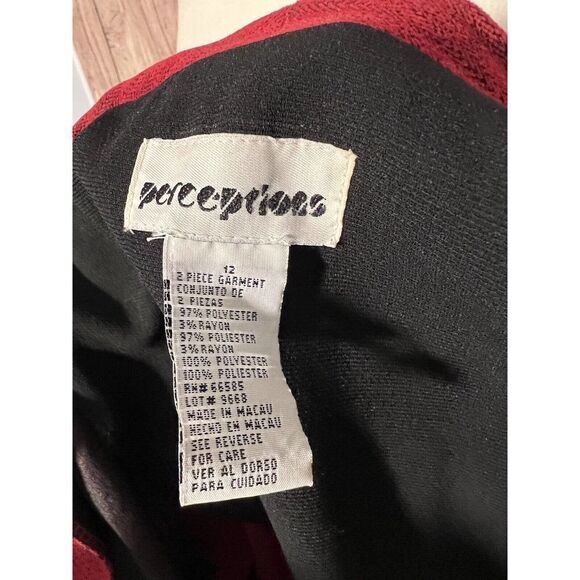 perceptions
12
2 PIECE GARMENT
CONJUNTO DE
2 PIEZAS
97% POLYESTER
3% RAYON
97% POLIESTER
3% RAYON
100% POLYESTER
100% POLIESTER
RN# 66585
LOT# 9668
MADE IN MACAU
HECHO EN MACAU
SEE REVERSE
FOR CARE
VER AL DORSO
PARA CUIDADO